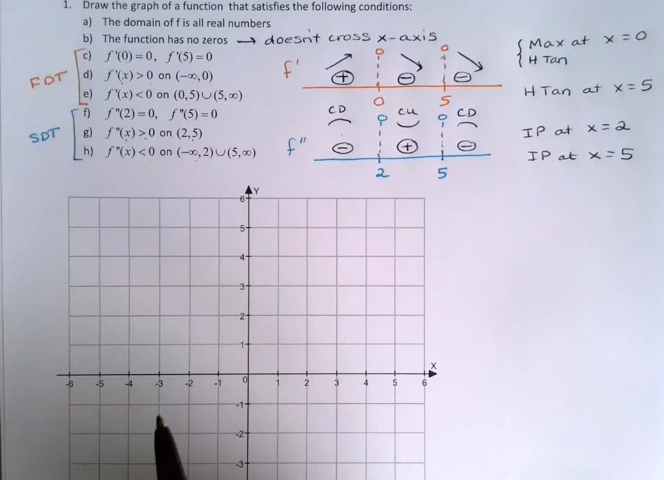 1. Draw the graph of a function that satisfies the following conditions:
a) The domain of f is all real numbers
b) The function has no zeros → doesn't cross x-axis
c) f'(0)=0, f'(5)=0
d) f'(x)>0 on (-∞,0)
e) f'(x)<0 on (0,5)∪(5,∞)
f) f"(2)=0, f"(5)=0
g) f"(x)>0 on (2,5)
h) f"(x)<0 on (-∞,2)∪(5,∞)
FDT
SDT
f'
0 0
+ - -
0 5
CD CU CD
0 0
f"
- + -
2 5
Max at x=0
H Tan
H Tan at x=5
IP at x=2
IP at x=5
Y
6
5
4
3
2
1
X
-6 -5 -4 -3 -2 -1 0 1 2 3 4 5 6
-1
-2
-3